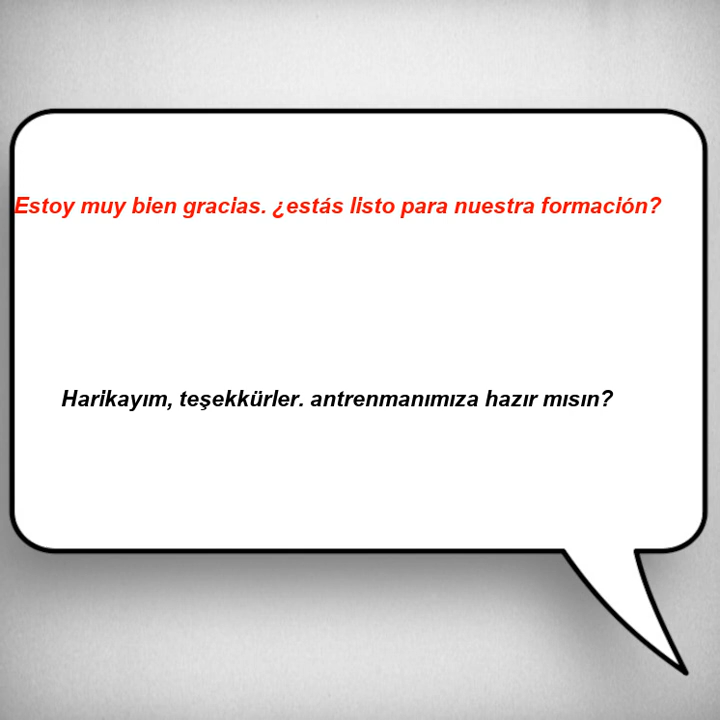 Estoy muy bien gracias. ¿estás listo para nuestra formación?
Harikayım, teşekkürler. antrenmanımıza hazır mısın?